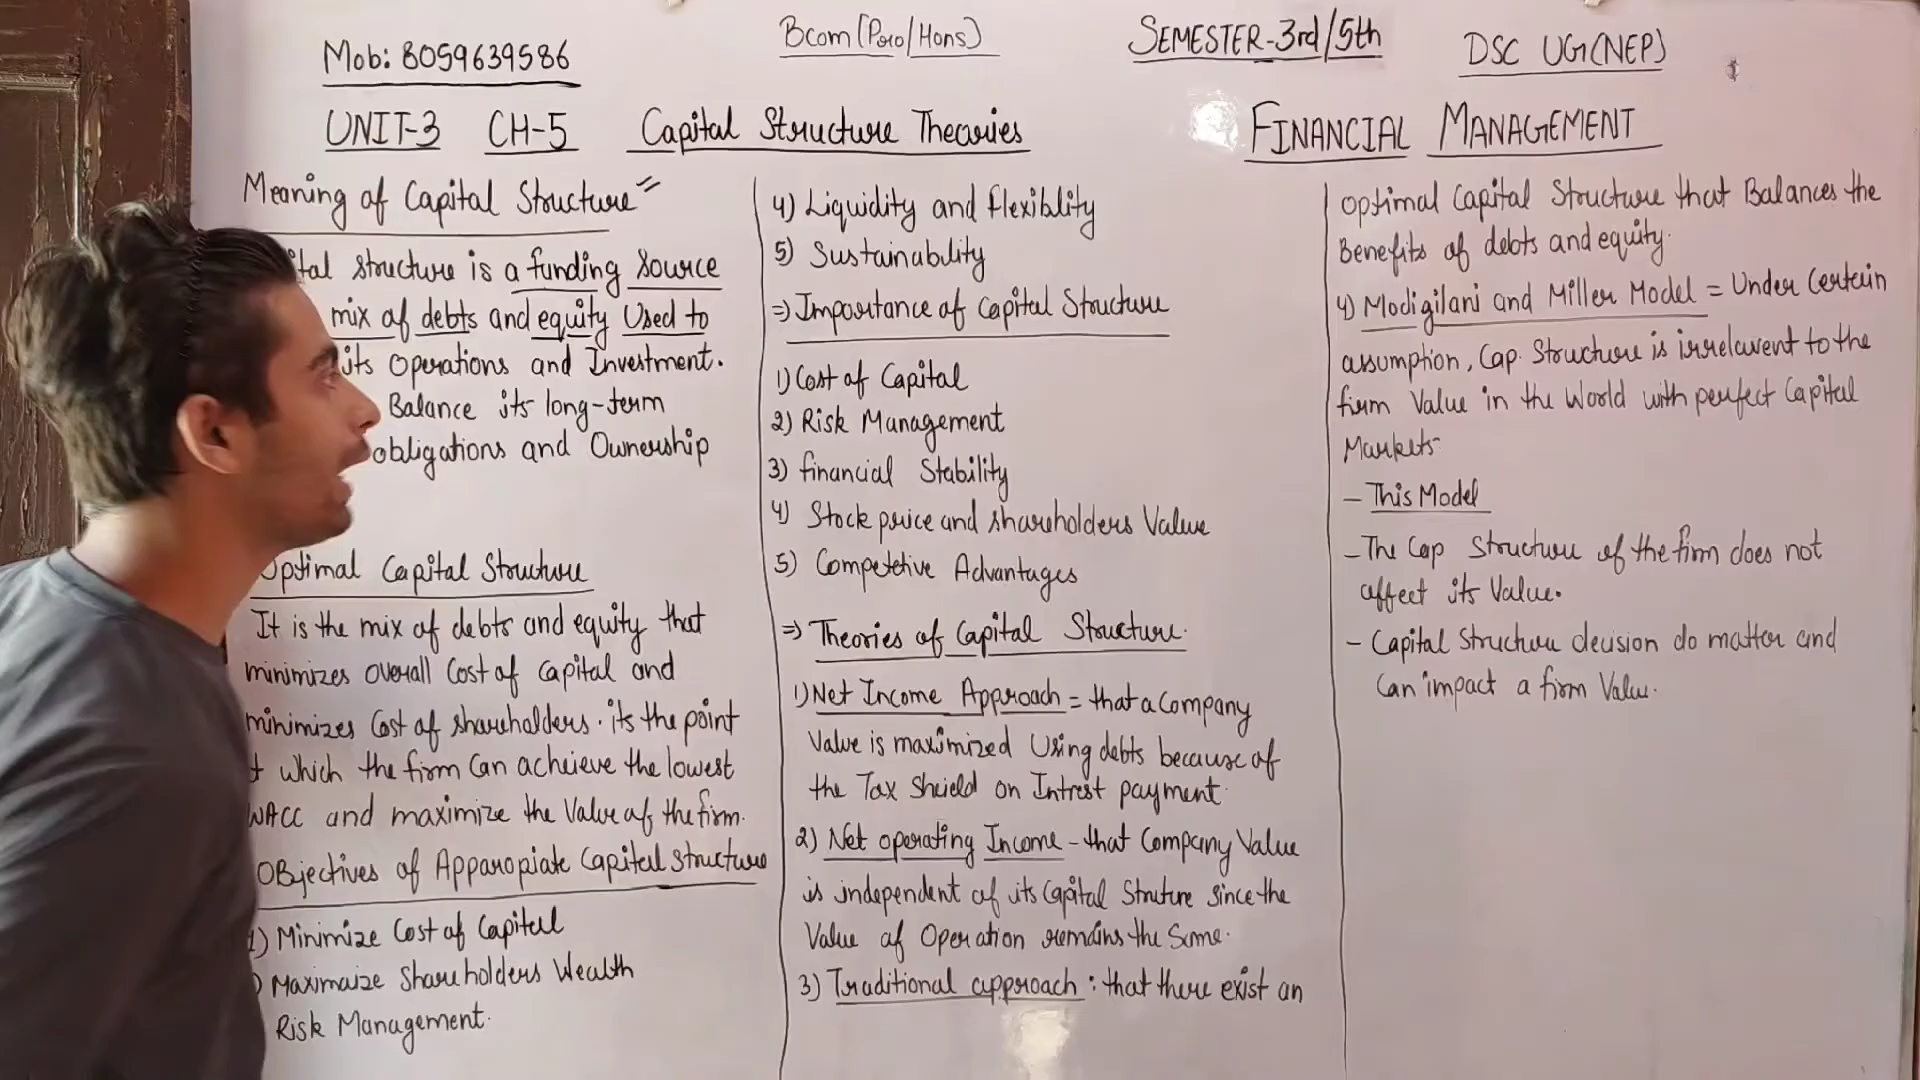 Mob: 8059639586
Bcom(Pro/Hons)
SEMESTER-3rd/5th
DSC UG(NEP)
UNIT-3 CH-5 Capital Structure Theories
FINANCIAL MANAGEMENT
Meaning of Capital Structure
structure is a funding source
mix of debts and equity Used to
its Operations and Investment.
Balance its long-term
obligations and Ownership
Optimal Capital Structure
It is the mix of debts and equity that
minimizes overall Cost of Capital and
minimizes Cost of shareholders. its the point
which the firm can acheieve the lowest
WACC and maximize the Value of the firm.
Objectives of Apparopiate Capital structure
1) Minimize Cost of Capital
) Maximaize Shareholders Wealth
Risk Management.
4) Liquidity and flexiblity
5) Sustainability
=) Importance of Capital Structure
1) Cost of Capital
2) Risk Management
3) financial Stability
4) Stock price and shareholders Value
5) Competetive Advantages
=) Theories of Capital Structure.
1) Net Income Approach = that a Company
Value is maximized Using debts because of
the Tax Sheild on Intrest payment.
2) Net operating Income - that Company Value
is independent of its Capital Struture since the
Value of Operation remains the Same.
3) Traditional approach : that there exist an
optimal Capital Structure that Balances the
Benefits of debts and equity.
4) Modigilani and Miller Model = Under Certain
assumption, Cap. Structure is irrelavent to the
firm Value in the World with perfect Capital
Markets
- This Model
- The Cap Structure of the firm does not
affect its Value.
- Capital structure decision do matter and
Can impact a firm Value.